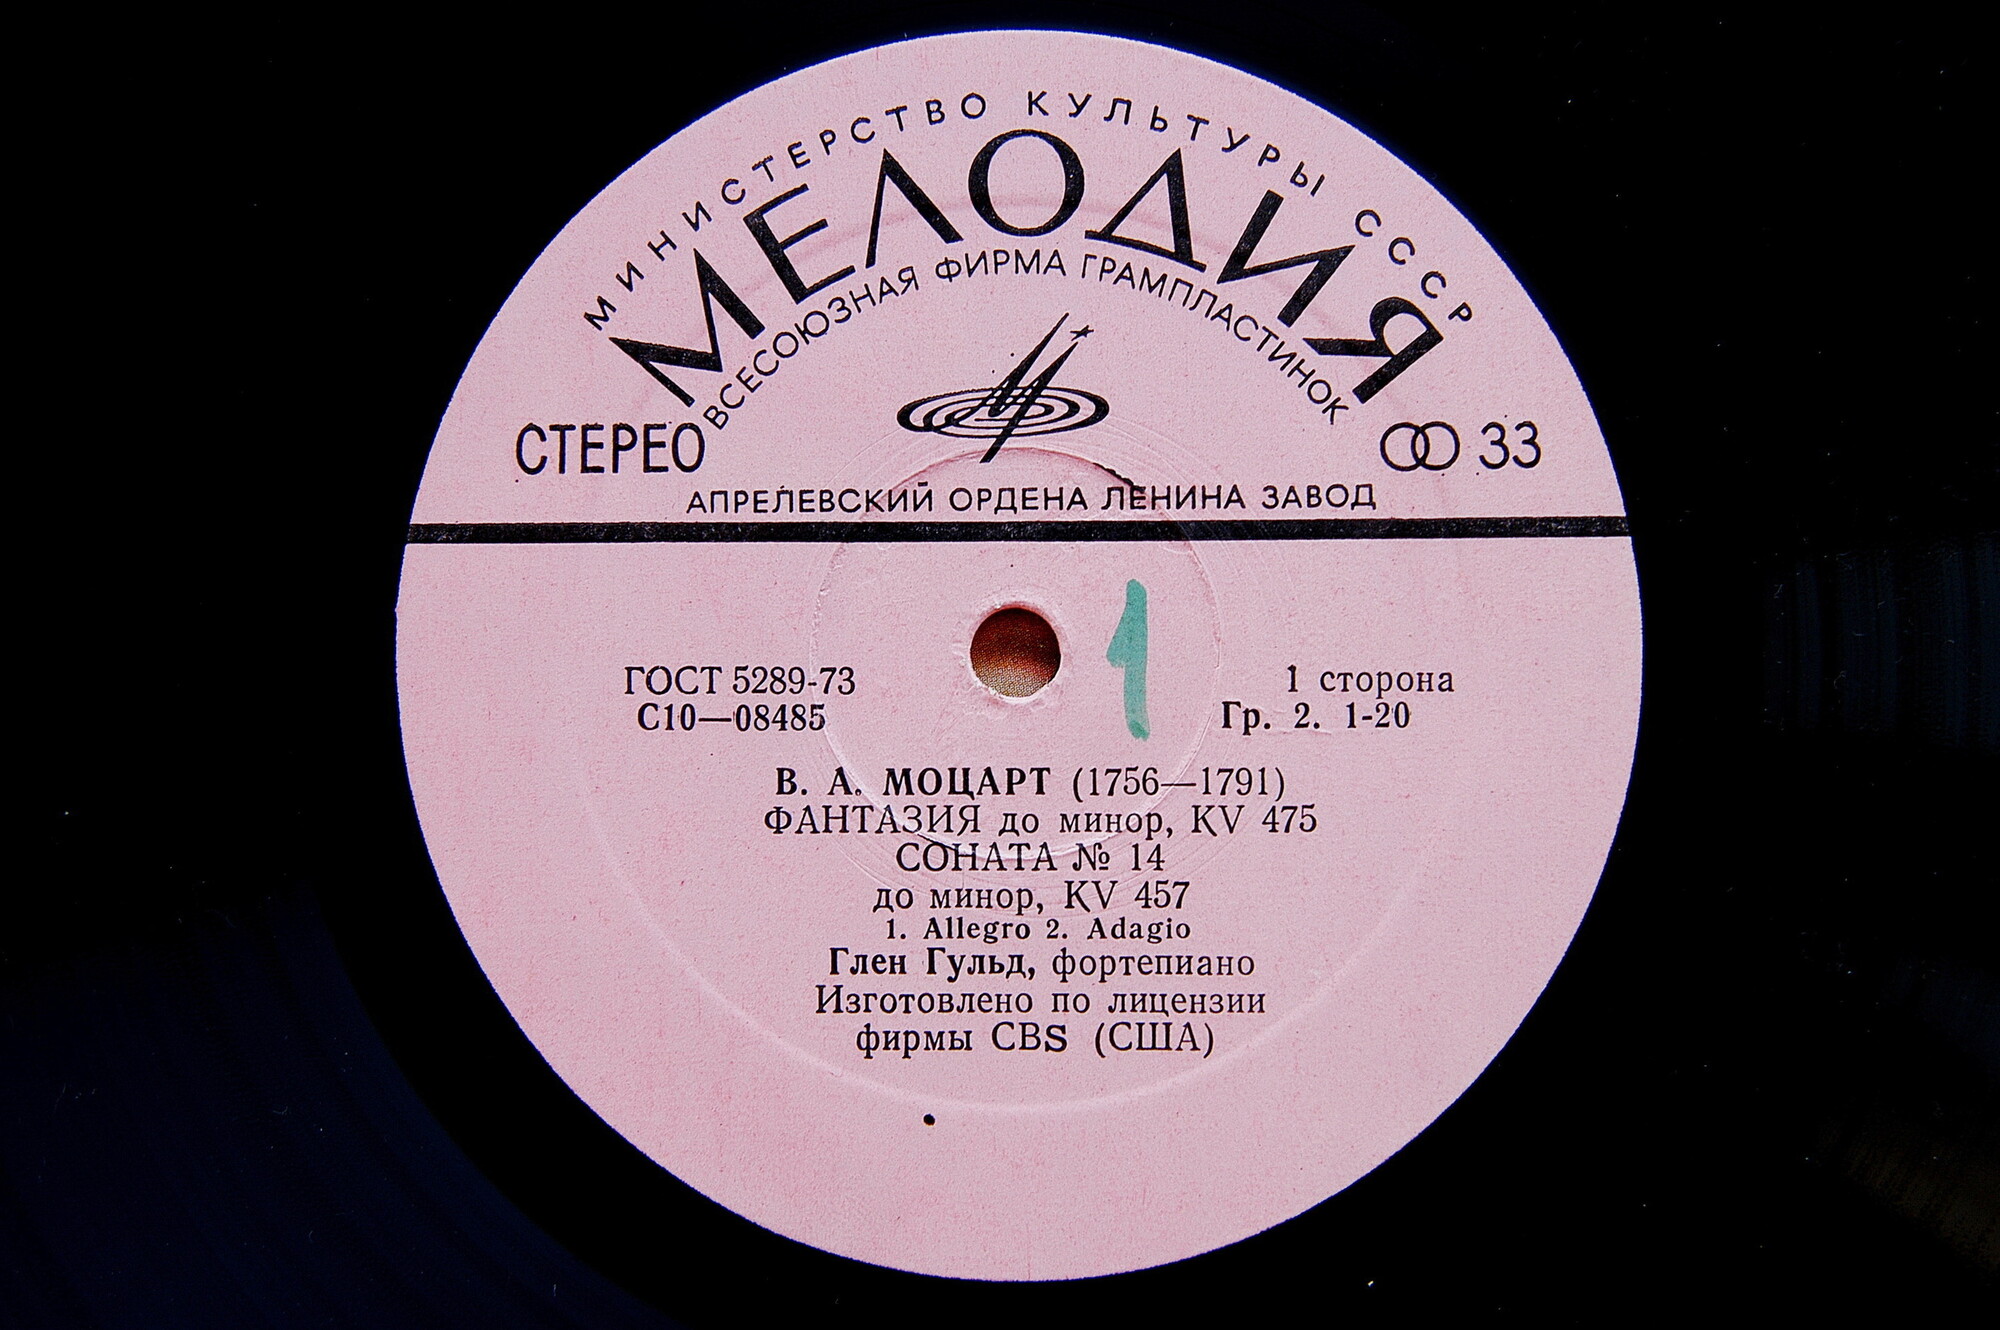 МИНИСТЕРСТВО КУЛЬТУРЫ СССР
МЕЛОДИЯ
ВСЕСОЮЗНАЯ ФИРМА ГРАМПЛАСТИНОК
СТЕРЕО
33
АПРЕЛЕВСКИЙ ОРДЕНА ЛЕНИНА ЗАВОД
1
ГОСТ 5289-73
С10—08485
1 сторона
Гр. 2. 1-20
В. А. МОЦАРТ (1756—1791)
ФАНТАЗИЯ до минор, KV 475
СОНАТА № 14
до минор, KV 457
1. Allegro 2. Adagio
Глен Гульд, фортепиано
Изготовлено по лицензии
фирмы CBS (США)